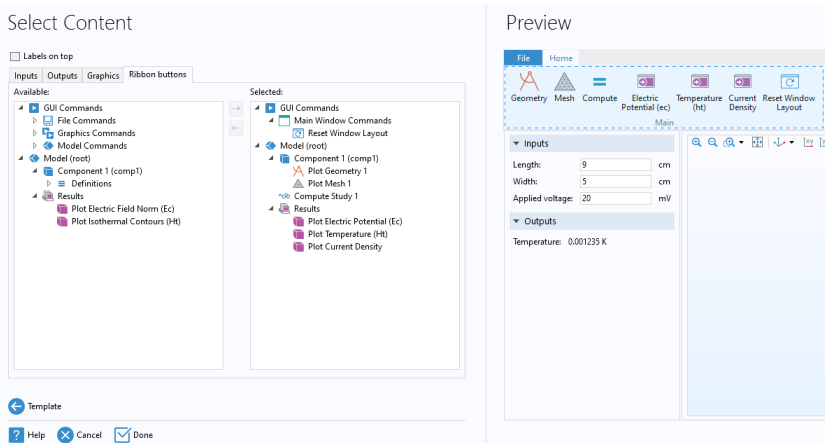 Select Content
Labels on top
Inputs Outputs Graphics Ribbon buttons
Available:
GUI Commands
File Commands
Graphics Commands
Model Commands
Model (root)
Component 1 (comp1)
Definitions
Results
Plot Electric Field Norm (Ec)
Plot Isothermal Contours (Ht)
Selected:
GUI Commands
Main Window Commands
Reset Window Layout
Model (root)
Component 1 (comp1)
Plot Geometry 1
Plot Mesh 1
Compute Study 1
Results
Plot Electric Potential (Ec)
Plot Temperature (Ht)
Plot Current Density
Template
Help Cancel Done
Preview
File Home
Geometry Mesh Compute Electric Temperature Current Reset Window
Potential (ec) (ht) Density Layout
Main
Inputs
Length: 9 cm
Width: 5 cm
Applied voltage: 20 mV
Outputs
Temperature: 0.001235 K